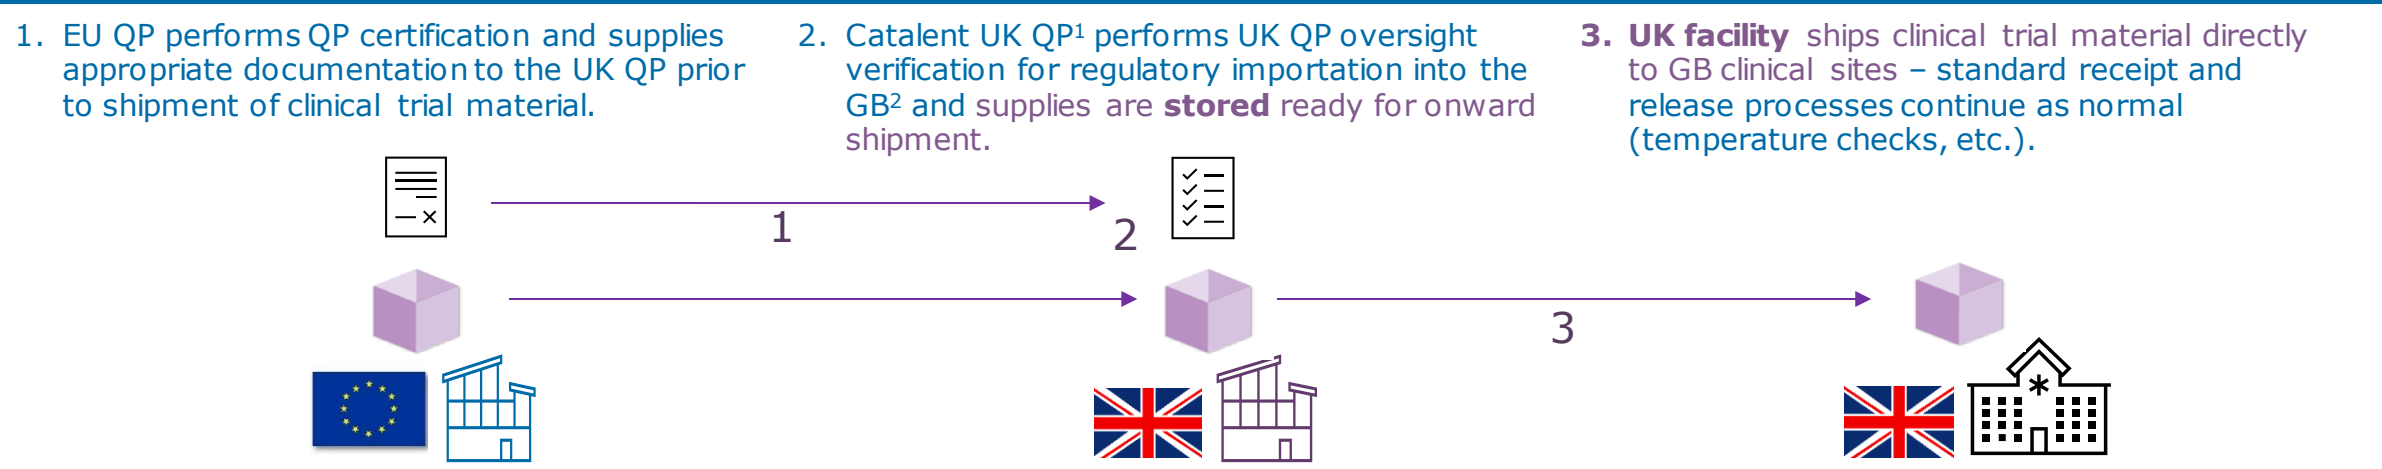 1. EU QP performs QP certification and supplies
appropriate documentation to the UK QP prior
to shipment of clinical trial material.
2. Catalent UK QP¹ performs UK QP oversight
verification for regulatory importation into the
GB² and supplies are stored ready for onward
shipment.
3. UK facility ships clinical trial material directly
to GB clinical sites – standard receipt and
release processes continue as normal
(temperature checks, etc.).
1
2
3